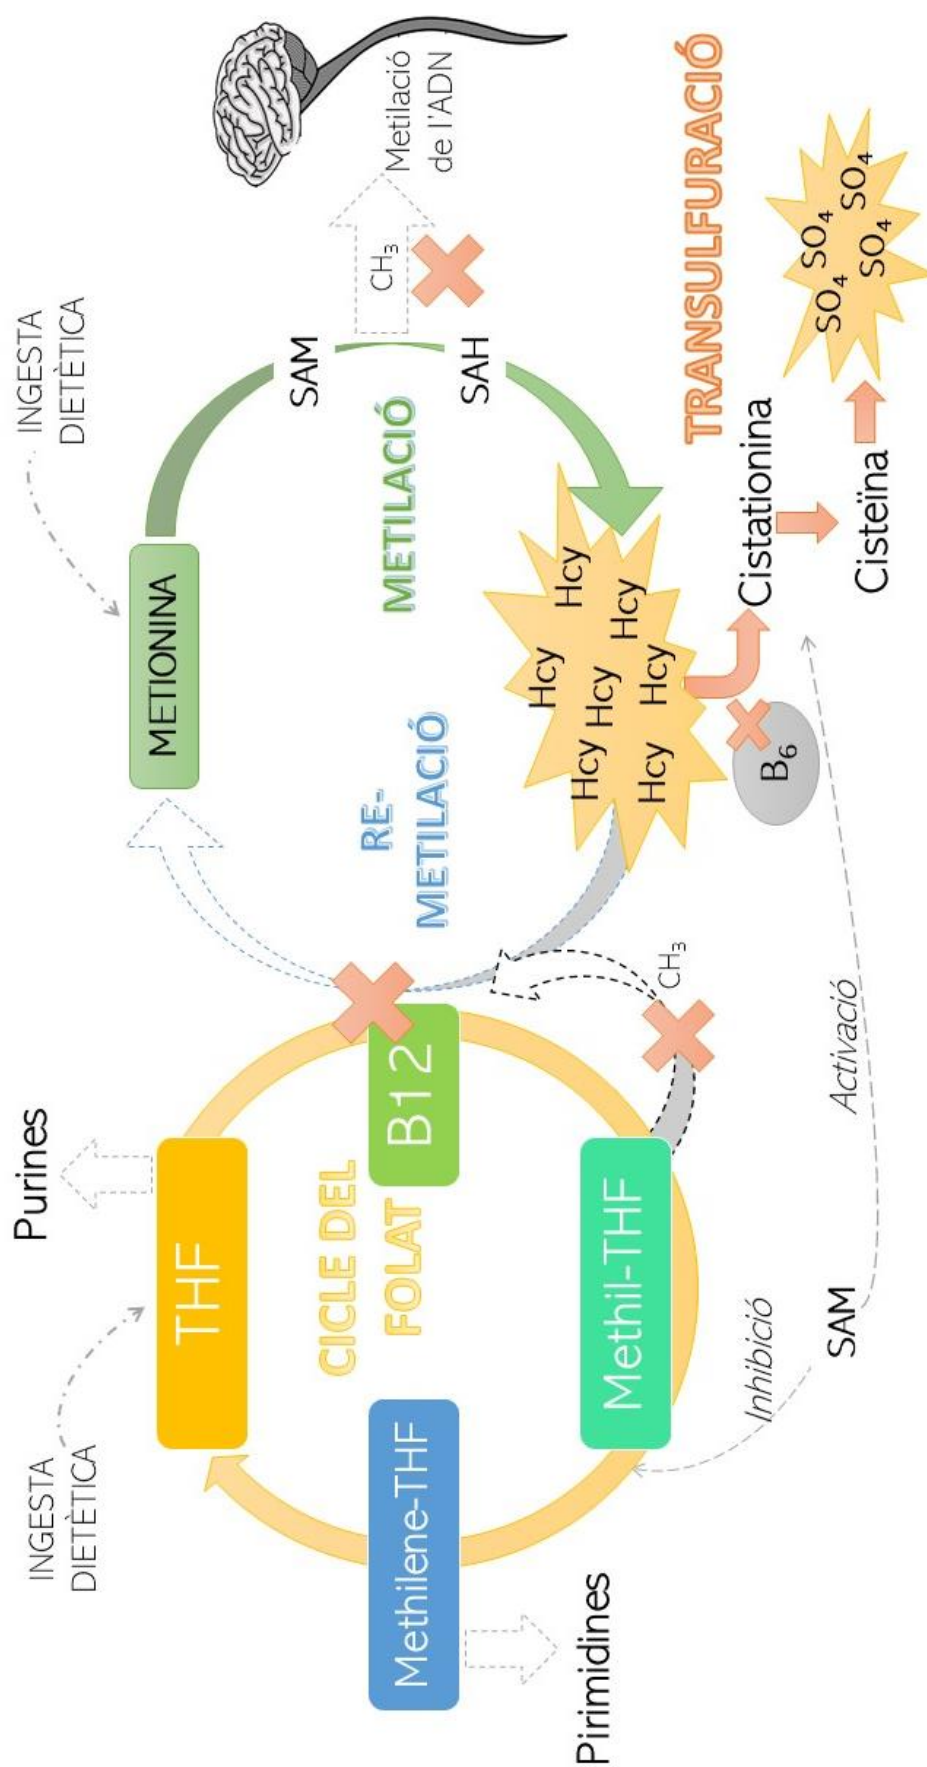 INGESTA
DIETÈTICA
Purines
INGESTA
DIETÈTICA
THF
METIONINA
CICLE DEL
FOLAT
Methilene-THF
B12
RE-
METILACIÓ
METILACIÓ
SAM
CH₃
SAH
Metilació
de l'ADN
Pirimidines
Methil-THF
CH₃
Hcy
Hcy
Hcy
Hcy
Hcy
Hcy
Hcy
TRANSULFURACIÓ
B₆
Cistationina
Inhibició
Activació
SAM
Cisteïna
SO₄
SO₄
SO₄
SO₄